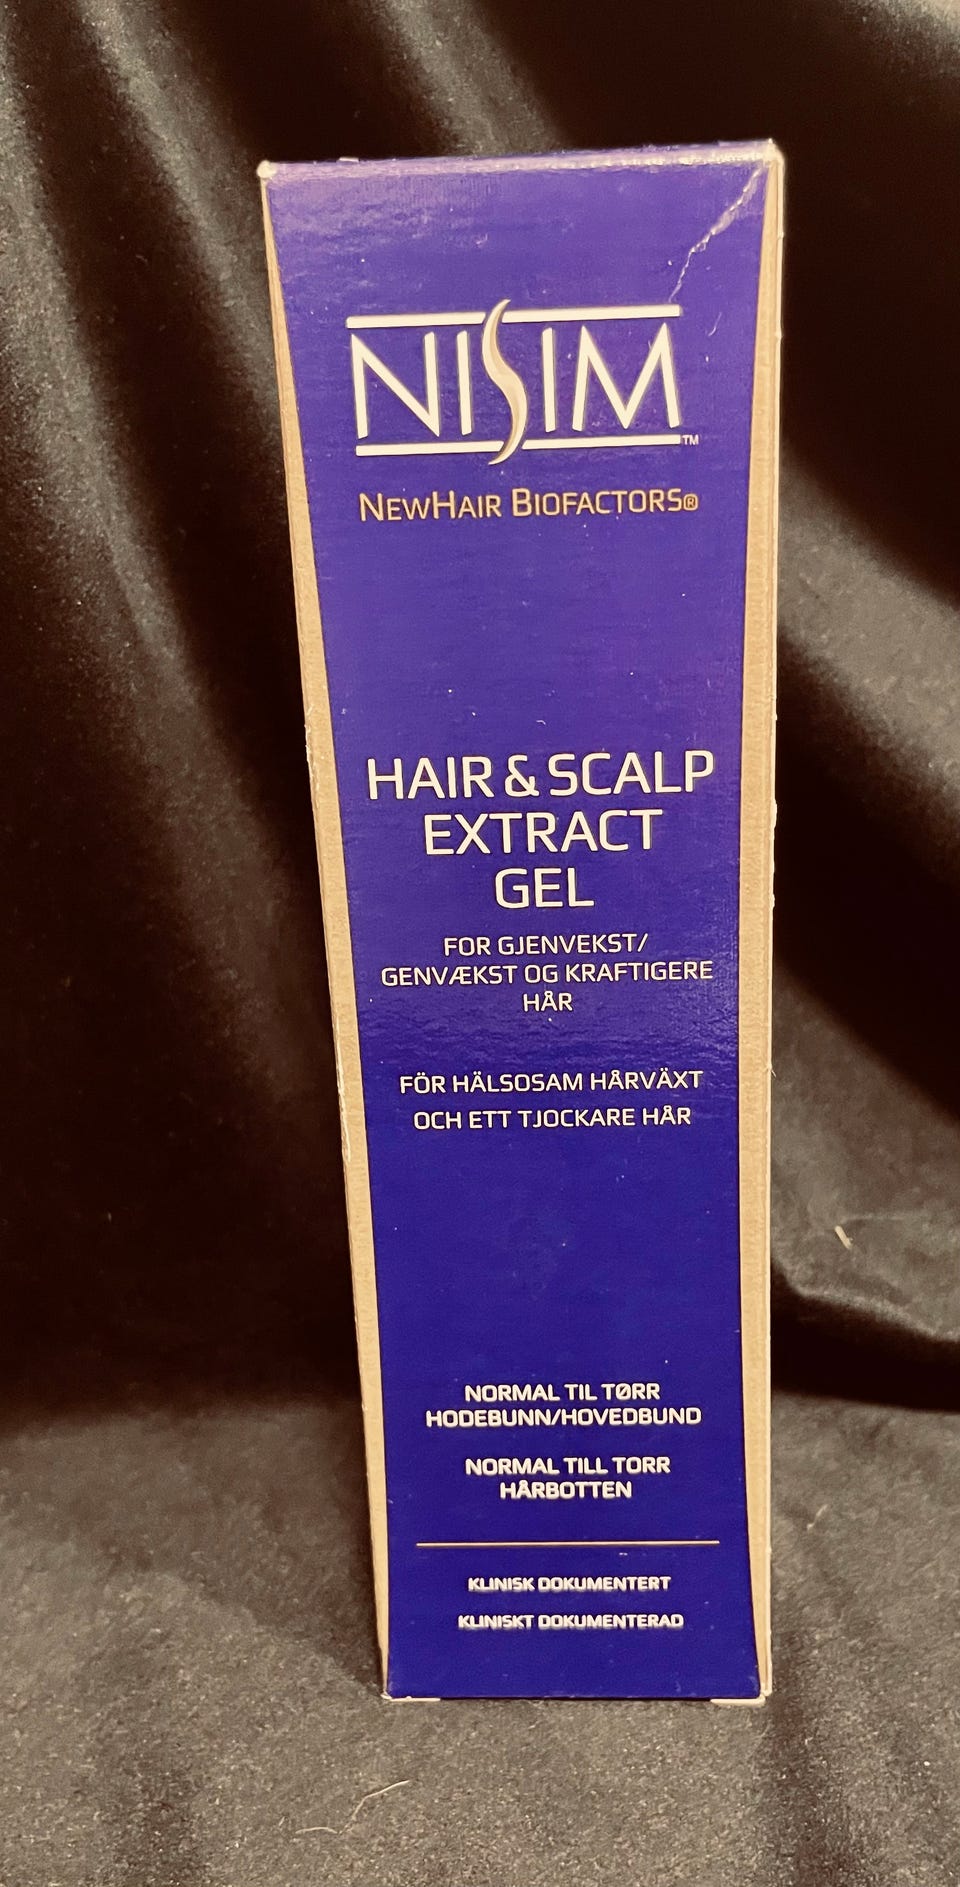 NISIM™
NEWHAIR BIOFACTORS®
HAIR & SCALP
EXTRACT
GEL
FOR GJENVEKST/
GENVÆKST OG KRAFTIGERE
HÅR
FÖR HÄLSOSAM HÅRVÄXT
OCH ETT TJOCKARE HÅR
NORMAL TIL TØRR
HODEBUNN/HOVEDBUND
NORMAL TILL TORR
HÅRBOTTEN
KLINISK DOKUMENTERT
KLINISKT DOKUMENTERAD